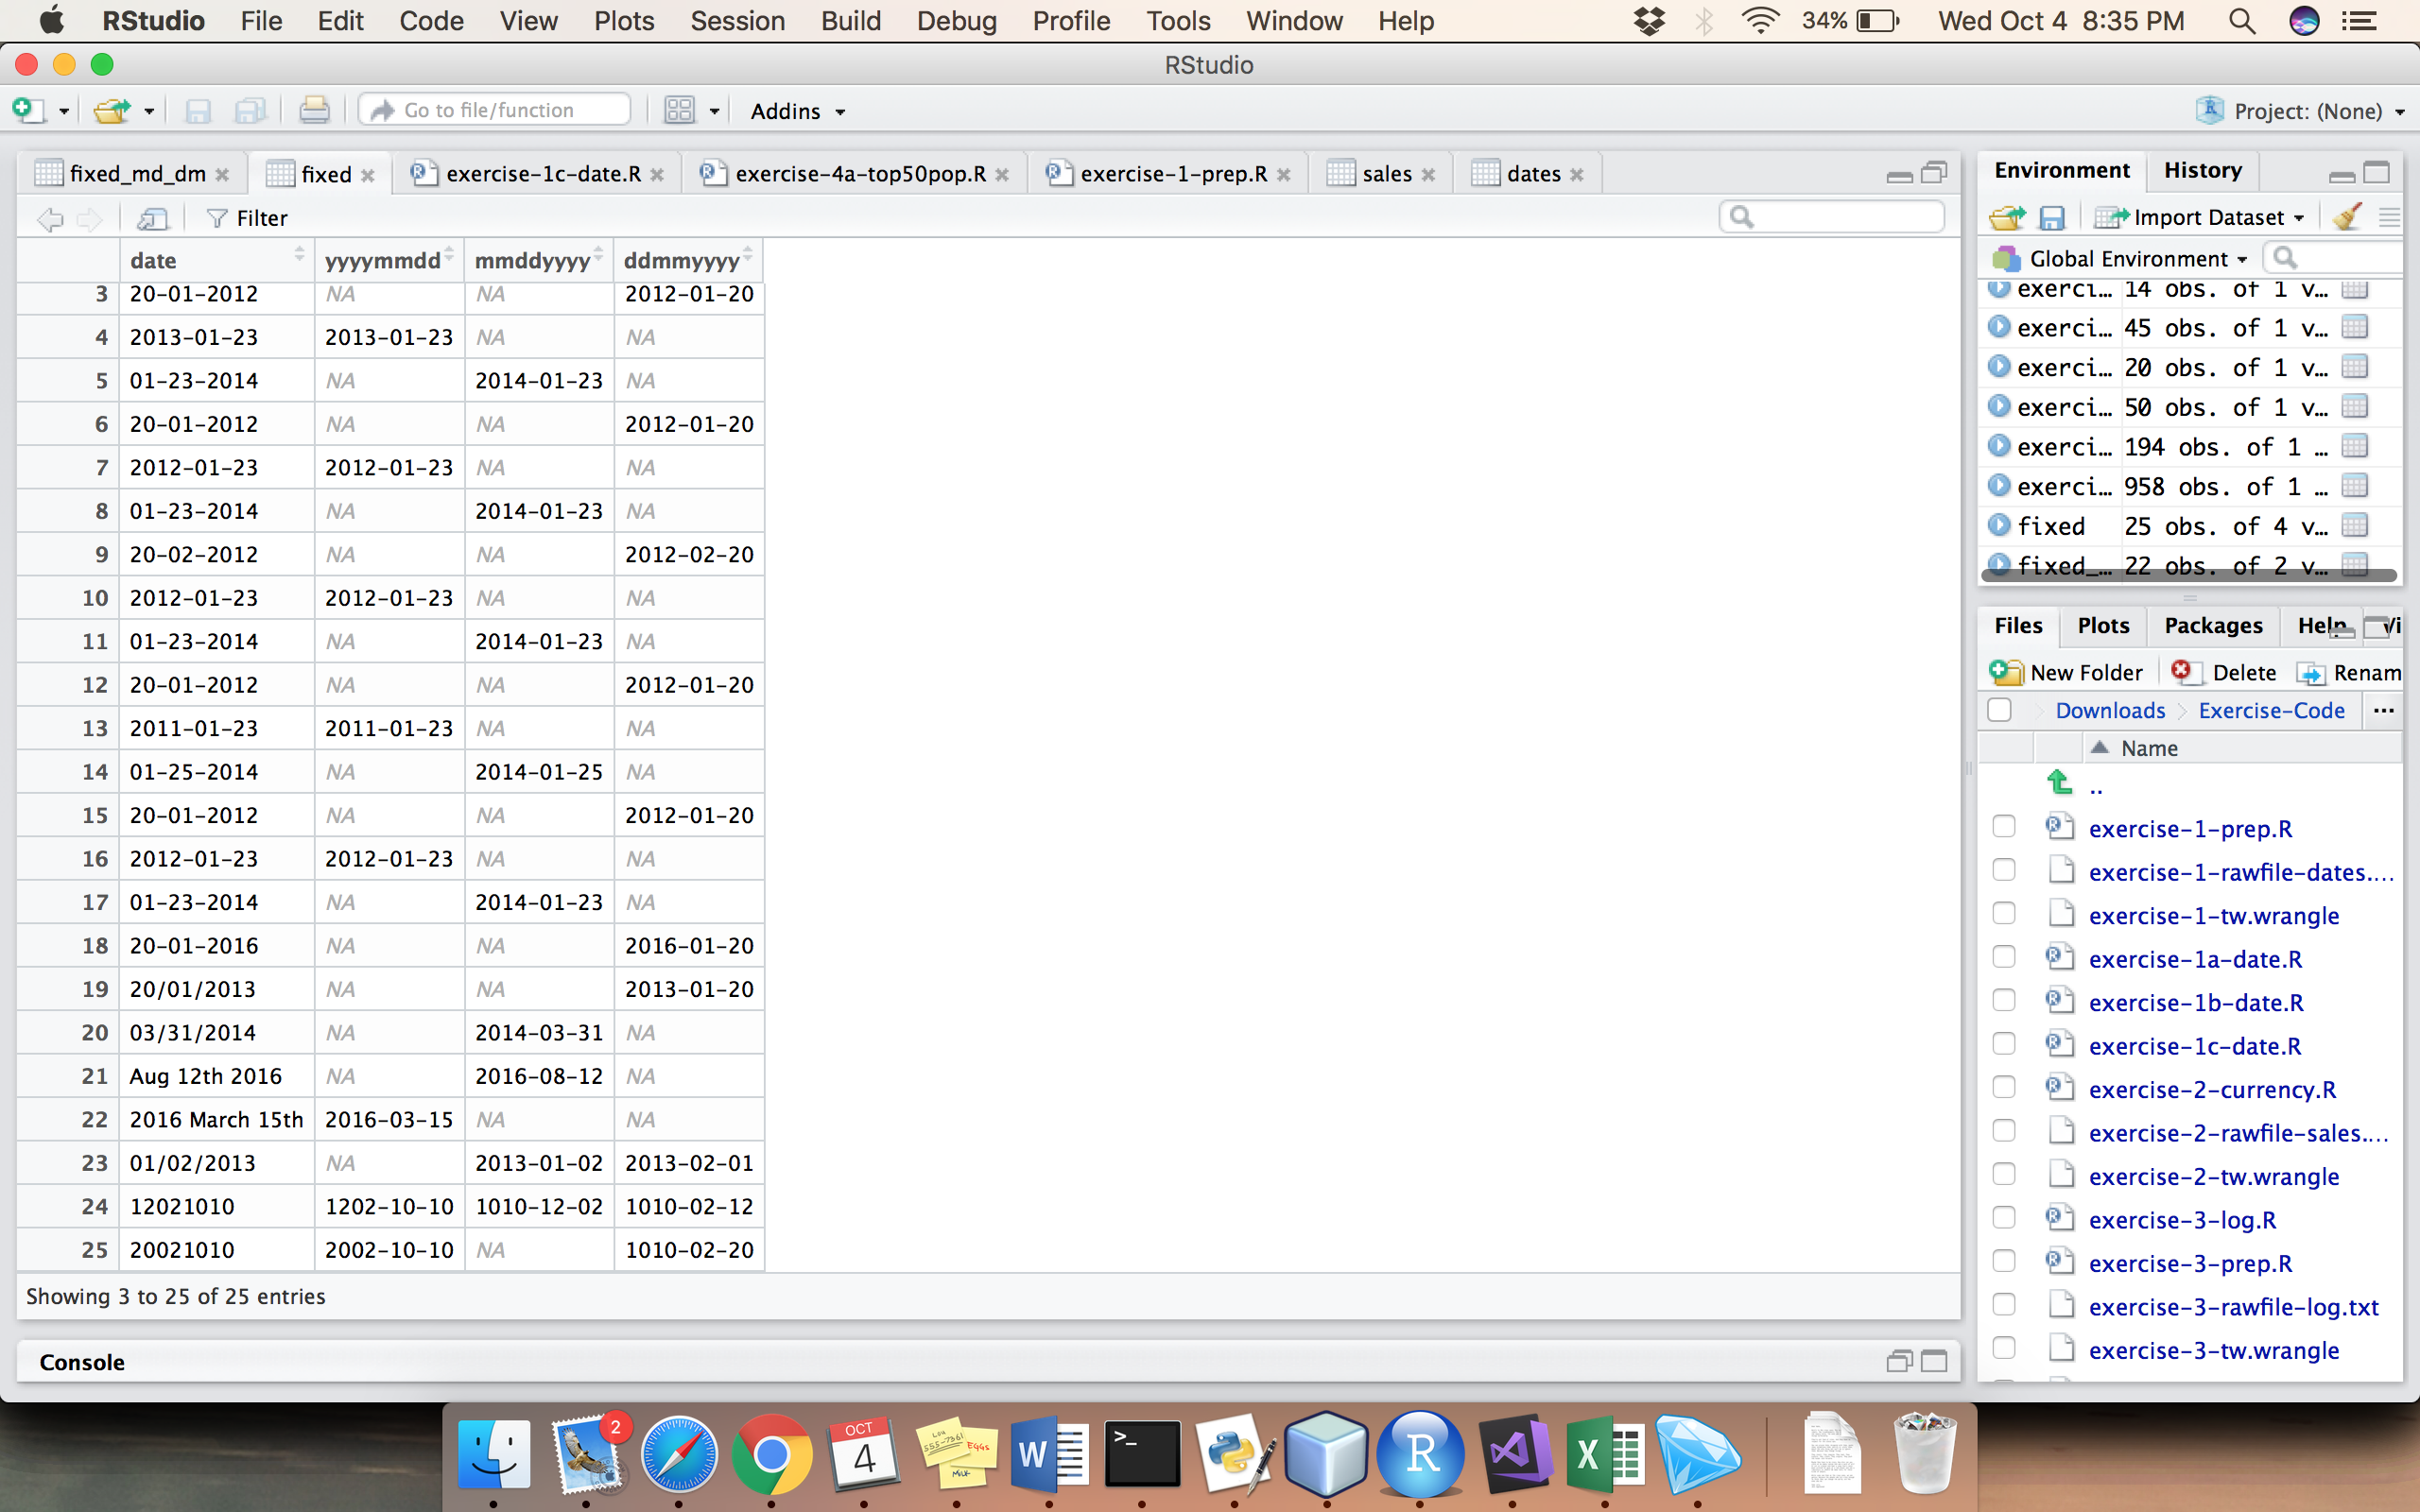 RStudio File Edit Code View Plots Session Build Debug Profile Tools Window Help 34% Wed Oct 4 8:35 PM
RStudio
Go to file/function Addins Project: (None)
fixed_md_dm fixed exercise-1c-date.R exercise-4a-top50pop.R exercise-1-prep.R sales dates
Filter
date yyyymmdd mmddyyyy ddmmyyyy
3 20-01-2012 NA NA 2012-01-20
4 2013-01-23 2013-01-23 NA NA
5 01-23-2014 NA 2014-01-23 NA
6 20-01-2012 NA NA 2012-01-20
7 2012-01-23 2012-01-23 NA NA
8 01-23-2014 NA 2014-01-23 NA
9 20-02-2012 NA NA 2012-02-20
10 2012-01-23 2012-01-23 NA NA
11 01-23-2014 NA 2014-01-23 NA
12 20-01-2012 NA NA 2012-01-20
13 2011-01-23 2011-01-23 NA NA
14 01-25-2014 NA 2014-01-25 NA
15 20-01-2012 NA NA 2012-01-20
16 2012-01-23 2012-01-23 NA NA
17 01-23-2014 NA 2014-01-23 NA
18 20-01-2016 NA NA 2016-01-20
19 20/01/2013 NA NA 2013-01-20
20 03/31/2014 NA 2014-03-31 NA
21 Aug 12th 2016 NA 2016-08-12 NA
22 2016 March 15th 2016-03-15 NA NA
23 01/02/2013 NA 2013-01-02 2013-02-01
24 12021010 1202-10-10 1010-12-02 1010-02-12
25 20021010 2002-10-10 NA 1010-02-20
Showing 3 to 25 of 25 entries
Console
Environment History
Import Dataset
Global Environment
exerci... 14 obs. of 1 v...
exerci... 45 obs. of 1 v...
exerci... 20 obs. of 1 v...
exerci... 50 obs. of 1 v...
exerci... 194 obs. of 1 ...
exerci... 958 obs. of 1 ...
fixed 25 obs. of 4 v...
fixed_... 22 obs. of 2 v...
Files Plots Packages Help Vi
New Folder Delete Renam
Downloads Exercise-Code ...
Name
..
exercise-1-prep.R
exercise-1-rawfile-dates....
exercise-1-tw.wrangle
exercise-1a-date.R
exercise-1b-date.R
exercise-1c-date.R
exercise-2-currency.R
exercise-2-rawfile-sales....
exercise-2-tw.wrangle
exercise-3-log.R
exercise-3-prep.R
exercise-3-rawfile-log.txt
exercise-3-tw.wrangle
2
OCT
4
555-7361
EGGS
MILK
W
>_
R
X